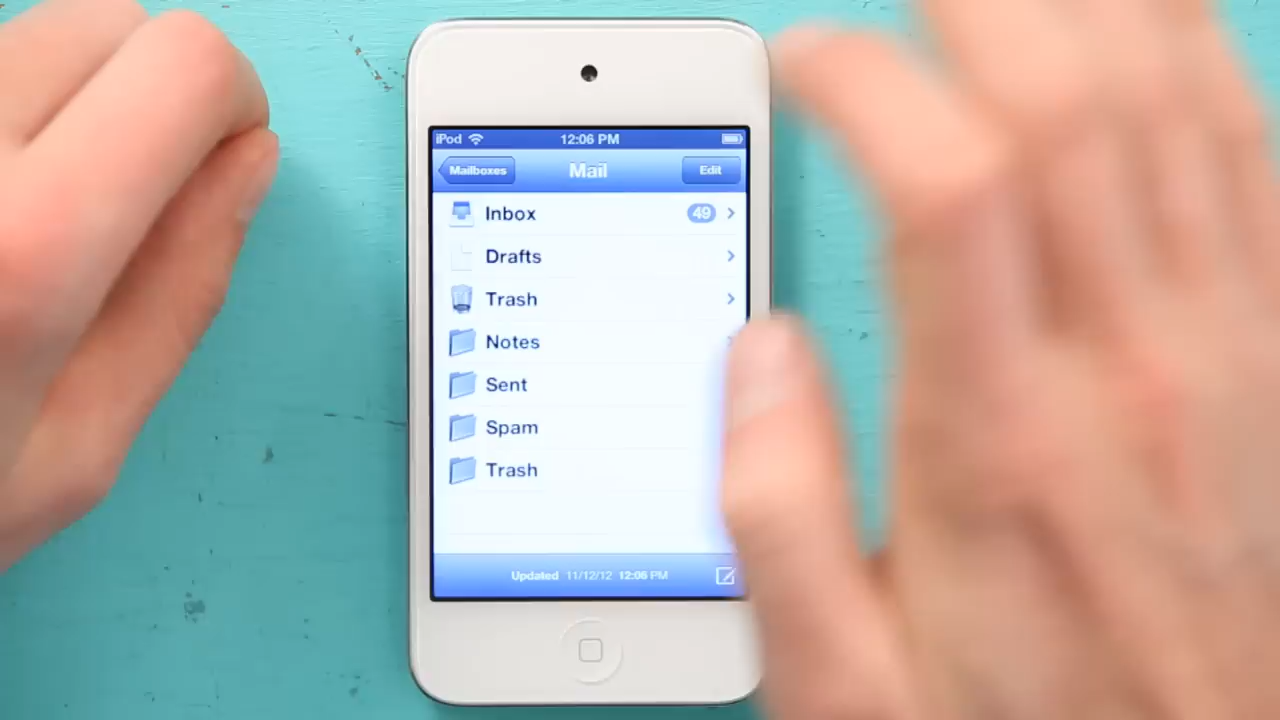 iPod 12:06 PM
Mailboxes Mail Edit
Inbox 49
Drafts
Trash
Notes
Sent
Spam
Trash
Updated 11/12/12 12:06 PM